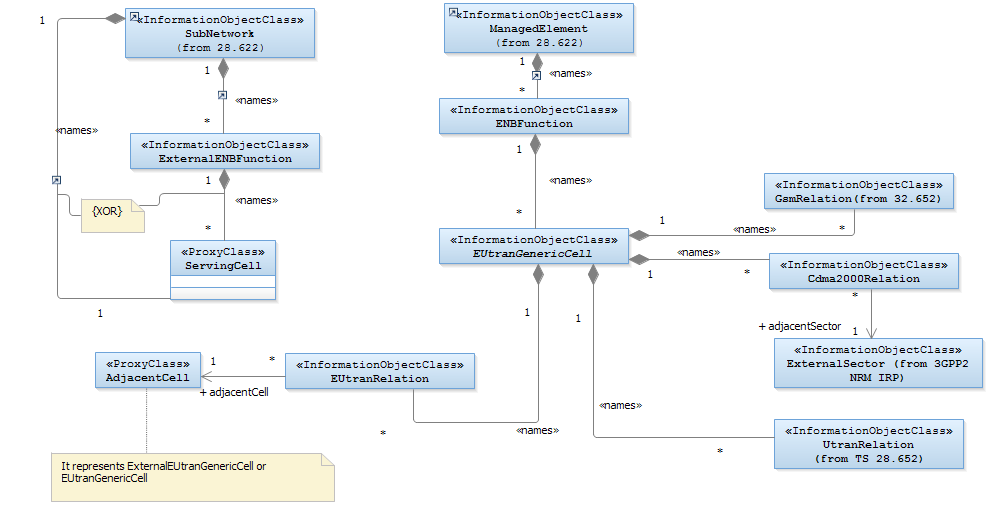 1
«InformationObjectClass»
SubNetwork
(from 28.622)
«InformationObjectClass»
ManagedElement
(from 28.622)
1
«names»
*
1
«names»
*
«names»
«InformationObjectClass»
ExternalENBFunction
«InformationObjectClass»
ENBFunction
1
«names»
*
{XOR}
1
«names»
*
«ProxyClass»
ServingCell
1
«InformationObjectClass»
EUtranGenericCell
1
«names»
*
«InformationObjectClass»
GsmRelation(from 32.652)
1
«names»
*
«InformationObjectClass»
Cdma2000Relation
*
+ adjacentSector
1
«InformationObjectClass»
ExternalSector (from 3GPP2
NRM IRP)
«ProxyClass»
AdjacentCell
1
*
+ adjacentCell
«InformationObjectClass»
EUtranRelation
1
«names»
*
1
«names»
*
«InformationObjectClass»
UtranRelation
(from TS 28.652)
It represents ExternalEUtranGenericCell or
EUtranGenericCell